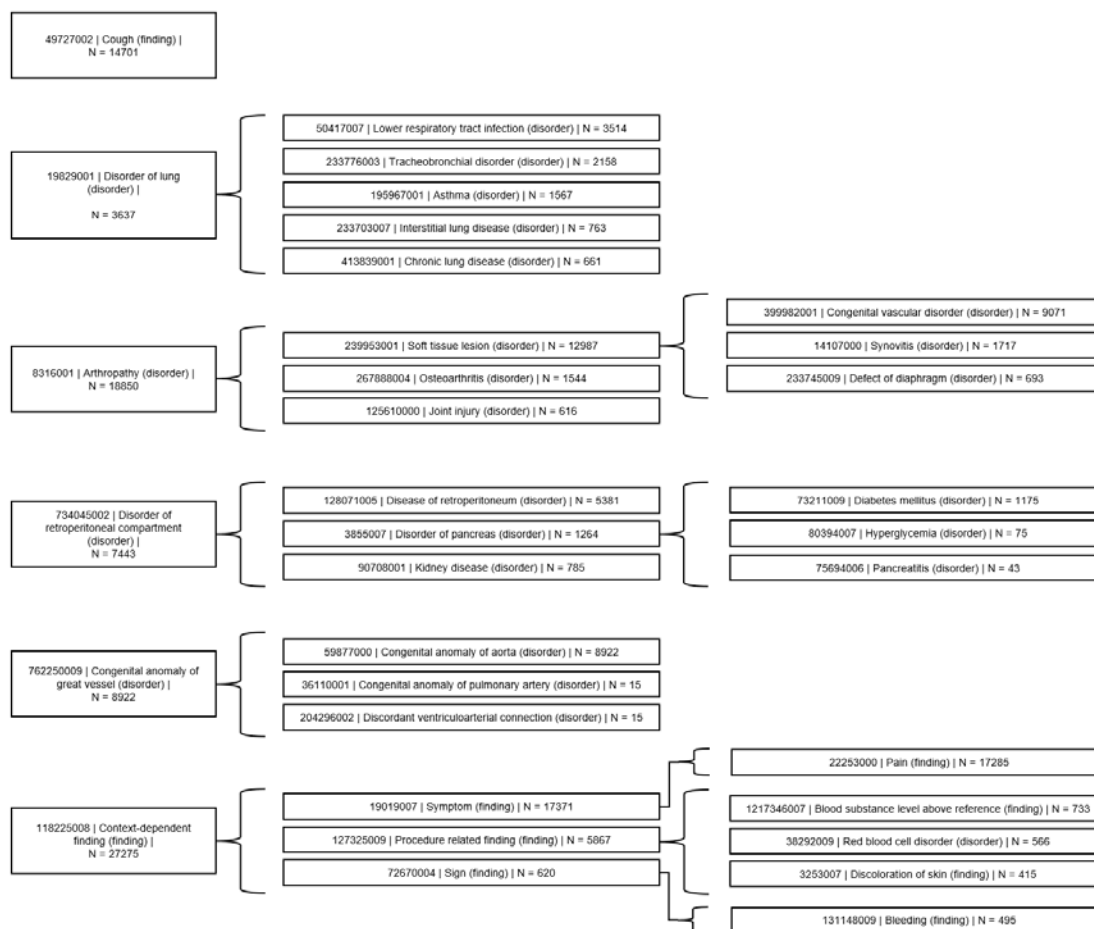 49727002 | Cough (finding) |
N = 14701
50417007 | Lower respiratory tract infection (disorder) | N = 3514
233776003 | Tracheobronchial disorder (disorder) | N = 2158
19829001 | Disorder of lung
(disorder) |
N = 3637
195967001 | Asthma (disorder) | N = 1567
233703007 | Interstitial lung disease (disorder) | N = 763
413839001 | Chronic lung disease (disorder) | N = 661
399982001 | Congenital vascular disorder (disorder) | N = 9071
8316001 | Arthropathy (disorder) |
N = 18850
239953001 | Soft tissue lesion (disorder) | N = 12987
14107000 | Synovitis (disorder) | N = 1717
267888004 | Osteoarthritis (disorder) | N = 1544
233745009 | Defect of diaphragm (disorder) | N = 693
125610000 | Joint injury (disorder) | N = 616
128071005 | Disease of retroperitoneum (disorder) | N = 5381
73211009 | Diabetes mellitus (disorder) | N = 1175
734045002 | Disorder of
retroperitoneal compartment
(disorder) |
N = 7443
3855007 | Disorder of pancreas (disorder) | N = 1264
80394007 | Hyperglycemia (disorder) | N = 75
90708001 | Kidney disease (disorder) | N = 785
75694006 | Pancreatitis (disorder) | N = 43
59877000 | Congenital anomaly of aorta (disorder) | N = 8922
762250009 | Congenital anomaly of
great vessel (disorder) |
N = 8922
36110001 | Congenital anomaly of pulmonary artery (disorder) | N = 15
204296002 | Discordant ventriculoarterial connection (disorder) | N = 15
22253000 | Pain (finding) | N = 17285
19019007 | Symptom (finding) | N = 17371
1217346007 | Blood substance level above reference (finding) | N = 733
118225008 | Context-dependent
finding (finding) |
N = 27275
127325009 | Procedure related finding (finding) | N = 5867
38292009 | Red blood cell disorder (disorder) | N = 566
72670004 | Sign (finding) | N = 620
3253007 | Discoloration of skin (finding) | N = 415
131148009 | Bleeding (finding) | N = 495